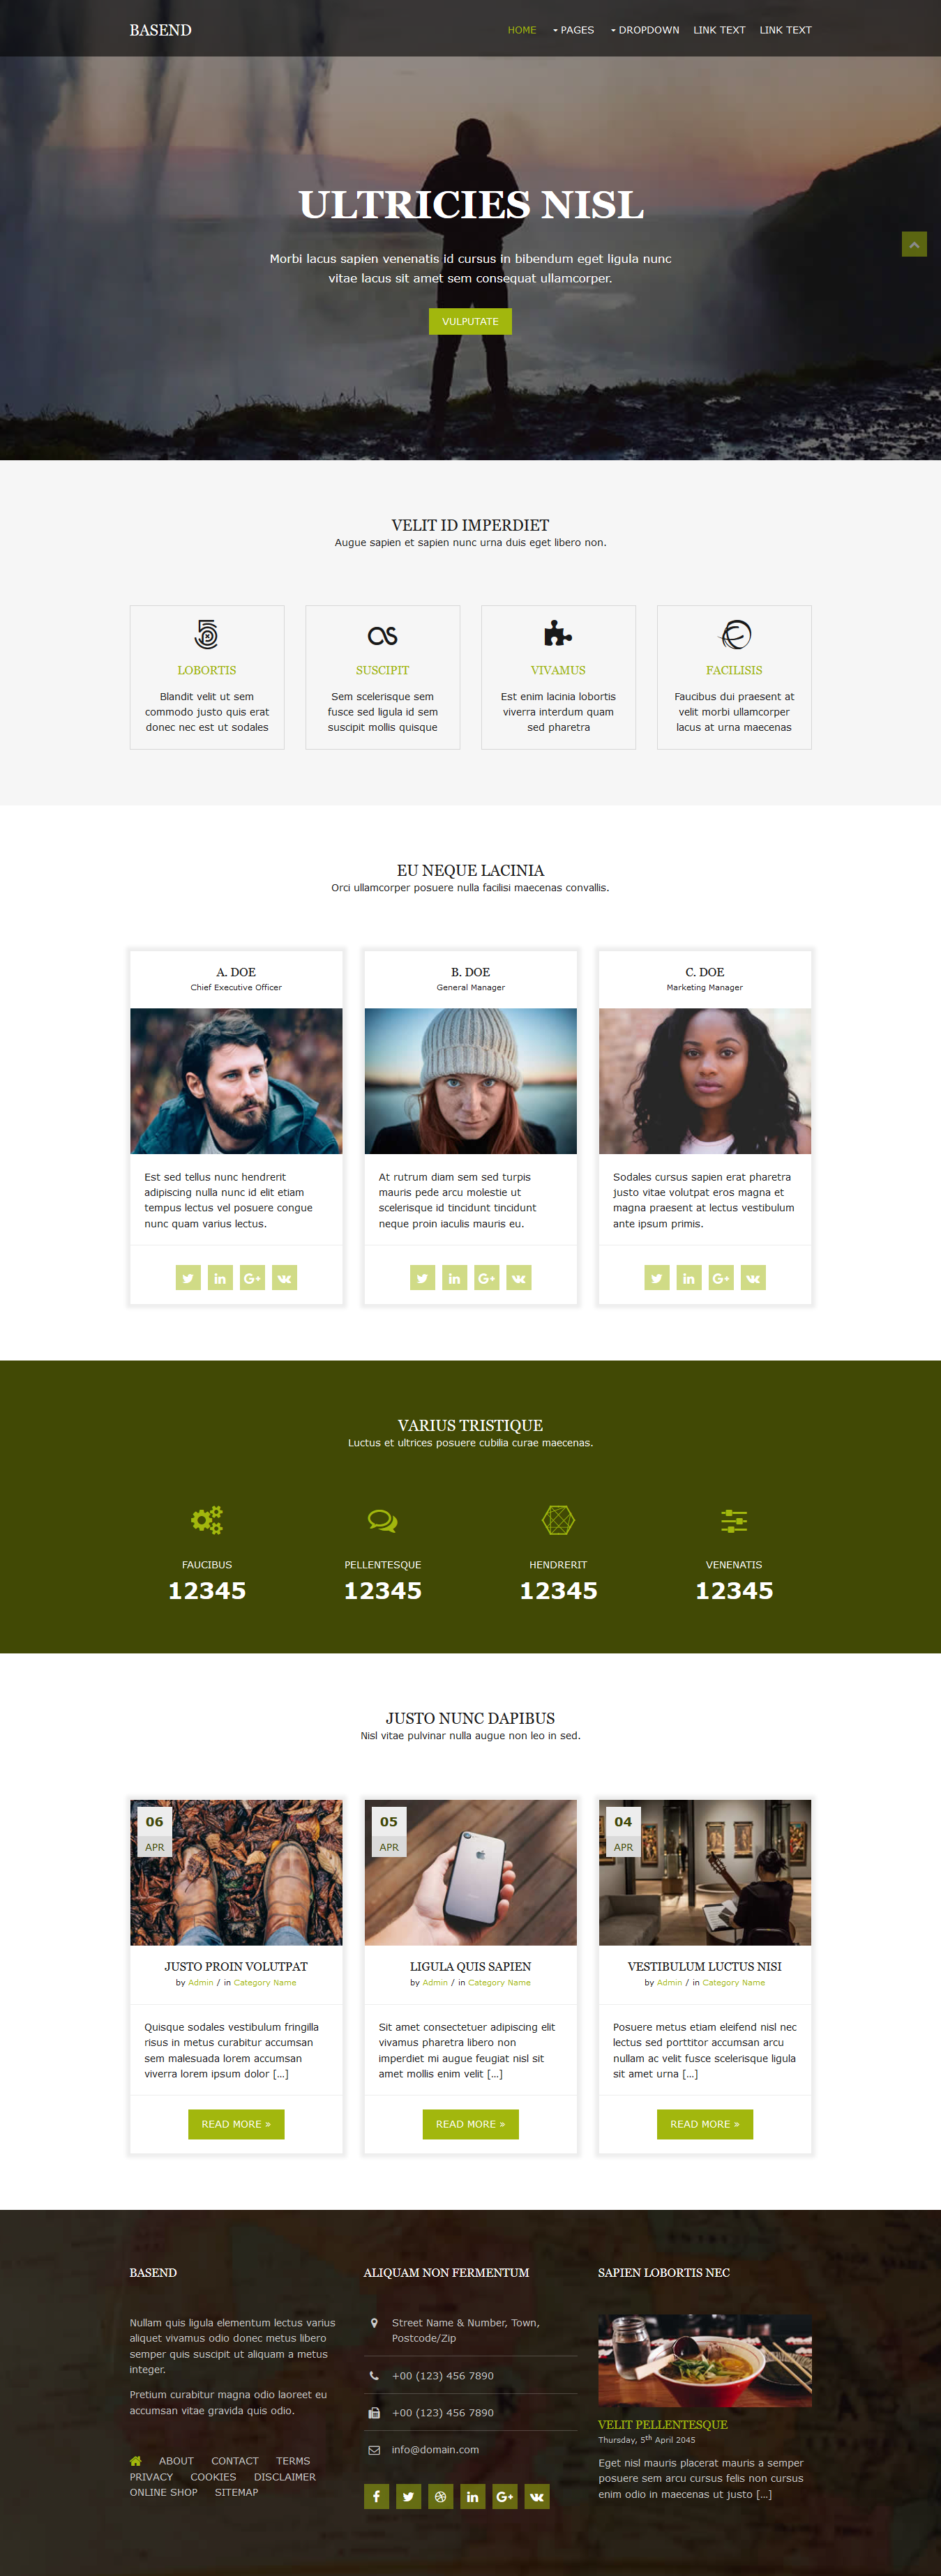 BASEND
HOME PAGES DROPDOWN LINK TEXT LINK TEXT
ULTRICIES NISL
Morbi lacus sapien venenatis id cursus in bibendum eget ligula nunc
vitae lacus sit amet sem consequat ullamcorper.
VULPUTATE
VELIT ID IMPERDIET
Augue sapien et sapien nunc urna duis eget libero non.
LOBORTIS
Blandit velit ut sem
commodo justo quis erat
donec nec est ut sodales
SUSCIPIT
Sem scelerisque sem
fusce sed ligula id sem
suscipit mollis quisque
VIVAMUS
Est enim lacinia lobortis
viverra interdum quam
sed pharetra
FACILISIS
Faucibus dui praesent at
velit morbi ullamcorper
lacus at urna maecenas
EU NEQUE LACINIA
Orci ullamcorper posuere nulla facilisi maecenas convallis.
A. DOE
Chief Executive Officer
Est sed tellus nunc hendrerit
adipiscing nulla nunc id elit etiam
tempus lectus vel posuere congue
nunc quam varius lectus.
B. DOE
General Manager
At rutrum diam sem sed turpis
mauris pede arcu molestie ut
scelerisque id tincidunt tincidunt
neque proin iaculis mauris eu.
C. DOE
Marketing Manager
Sodales cursus sapien erat pharetra
justo vitae volutpat eros magna et
magna praesent at lectus vestibulum
ante ipsum primis.
VARIUS TRISTIQUE
Luctus et ultrices posuere cubilia curae maecenas.
FAUCIBUS
12345
PELLENTESQUE
12345
HENDRERIT
12345
VENENATIS
12345
JUSTO NUNC DAPIBUS
Nisl vitae pulvinar nulla augue non leo in sed.
06
APR
JUSTO PROIN VOLUTPAT
by Admin / in Category Name
Quisque sodales vestibulum fringilla
risus in metus curabitur accumsan
sem malesuada lorem accumsan
viverra lorem ipsum dolor […]
READ MORE »
05
APR
LIGULA QUIS SAPIEN
by Admin / in Category Name
Sit amet consectetuer adipiscing elit
vivamus pharetra libero non
imperdiet mi augue feugiat nisl sit
amet mollis enim velit […]
READ MORE »
04
APR
VESTIBULUM LUCTUS NISI
by Admin / in Category Name
Posuere metus etiam eleifend nisl nec
lectus sed porttitor accumsan arcu
nullam ac velit fusce scelerisque ligula
sit amet urna […]
READ MORE »
BASEND
Nullam quis ligula elementum lectus varius
aliquet vivamus odio donec metus libero
semper quis suscipit ut aliquam a metus
integer.
Pretium curabitur magna odio laoreet eu
accumsan vitae gravida quis odio.
ABOUT CONTACT TERMS
PRIVACY COOKIES DISCLAIMER
ONLINE SHOP SITEMAP
ALIQUAM NON FERMENTUM
Street Name & Number, Town,
Postcode/Zip
+00 (123) 456 7890
+00 (123) 456 7890
info@domain.com
SAPIEN LOBORTIS NEC
VELIT PELLENTESQUE
Thursday, 5th April 2045
Eget nisl mauris placerat mauris a semper
posuere sem arcu cursus felis non cursus
enim odio in maecenas ut justo […]